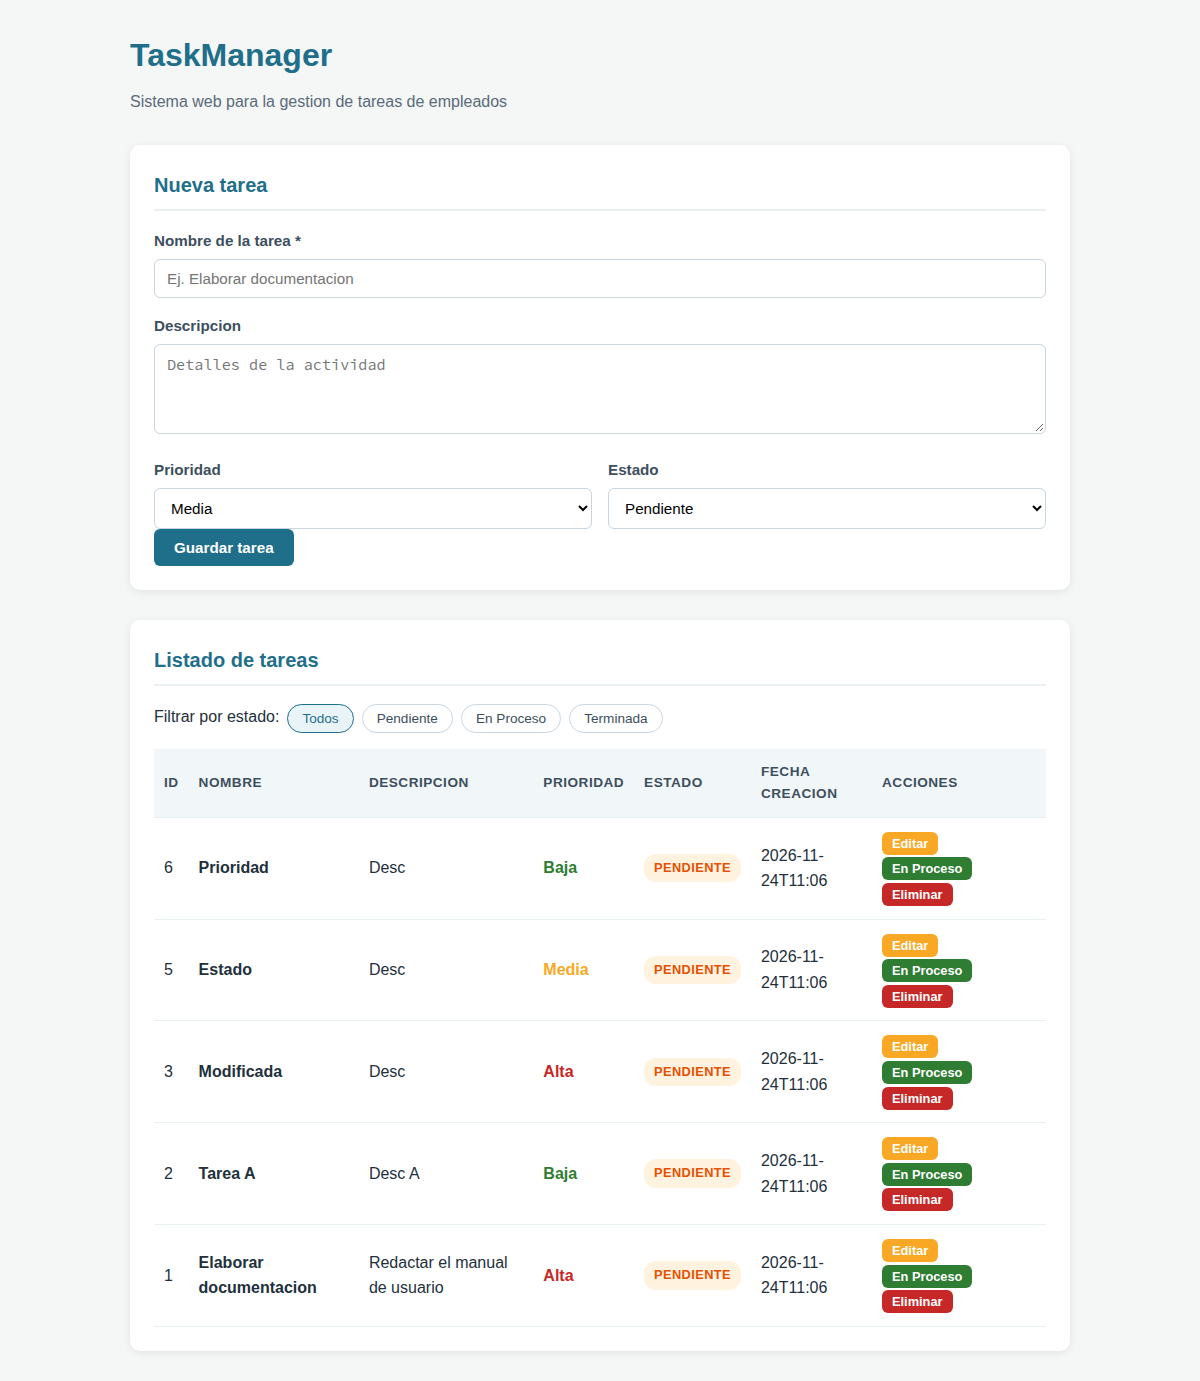 TaskManager
Sistema web para la gestion de tareas de empleados
Nueva tarea
Nombre de la tarea *
Ej. Elaborar documentacion
Descripcion
Detalles de la actividad
Prioridad Estado
Media Pendiente
Guardar tarea
Listado de tareas
Filtrar por estado: Todos Pendiente En Proceso Terminada
ID NOMBRE DESCRIPCION PRIORIDAD ESTADO FECHA CREACION ACCIONES
6 Prioridad Desc Baja PENDIENTE 2026-11-24T11:06 Editar En Proceso Eliminar
5 Estado Desc Media PENDIENTE 2026-11-24T11:06 Editar En Proceso Eliminar
3 Modificada Desc Alta PENDIENTE 2026-11-24T11:06 Editar En Proceso Eliminar
2 Tarea A Desc A Baja PENDIENTE 2026-11-24T11:06 Editar En Proceso Eliminar
1 Elaborar documentacion Redactar el manual de usuario Alta PENDIENTE 2026-11-24T11:06 Editar En Proceso Eliminar